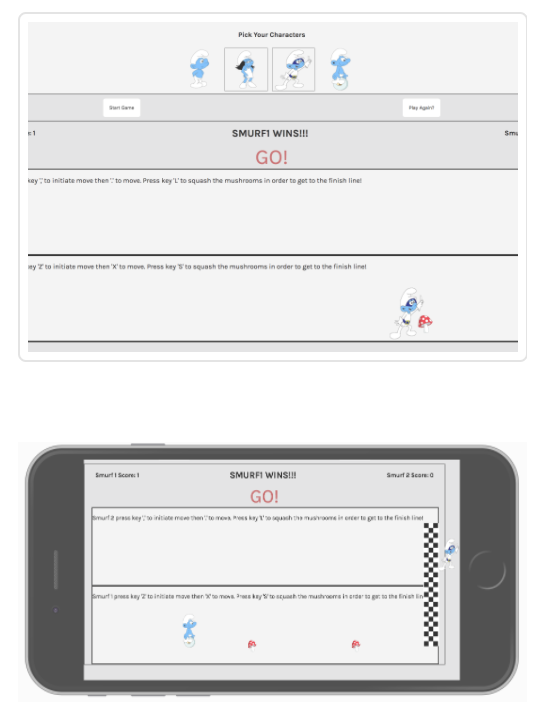 Pick Your Characters
Start Game
Play Again?
: 1
SMURF1 WINS!!!
Smu
GO!
key ',' to initiate move then '.' to move. Press key 'L' to squash the mushrooms in order to get to the finish line!
ey 'Z' to initiate move then 'X' to move. Press key 'S' to squash the mushrooms in order to get to the finish line!
Smurf 1 Score: 1
SMURF1 WINS!!!
Smurf 2 Score: 0
GO!
Smurf 2 press key ',' to initiate move then '.' to move. Press key 'L' to squash the mushrooms in order to get to the finish line!
Smurf 1 press key 'Z' to initiate move then 'X' to move. Press key 'S' to squash the mushrooms in order to get to the finish lin